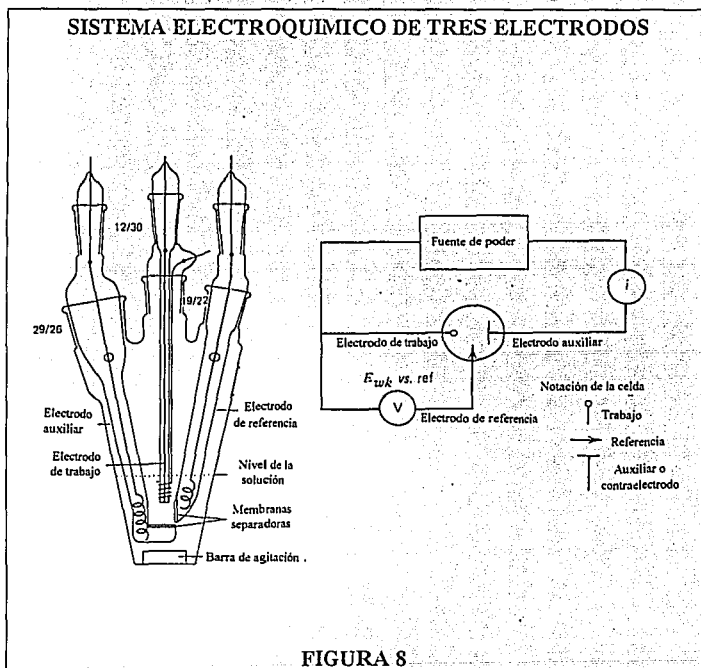 SISTEMA ELECTROQUIMICO DE TRES ELECTRODOS
12/30
29/26
19/22
Electrodo
auxiliar
Electrodo
de trabajo
Electrodo
de referencia
Nivel de la
solución
Membranas
separadoras
Barra de agitación
Fuente de poder
i
Electrodo de trabajo
Electrodo auxiliar
E wk vs. ref
V
Electrodo de referencia
Notación de la celda
Trabajo
Referencia
Auxiliar o
contraelectrodo
FIGURA 8